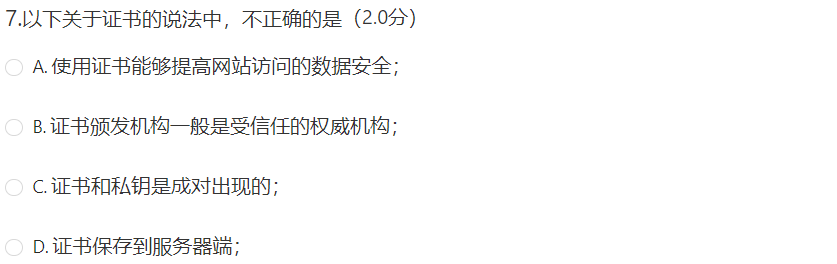 7.以下关于证书的说法中，不正确的是（2.0分）
A. 使用证书能够提高网站访问的数据安全；
B. 证书颁发机构一般是受信任的权威机构；
C. 证书和私钥是成对出现的；
D. 证书保存到服务器端；